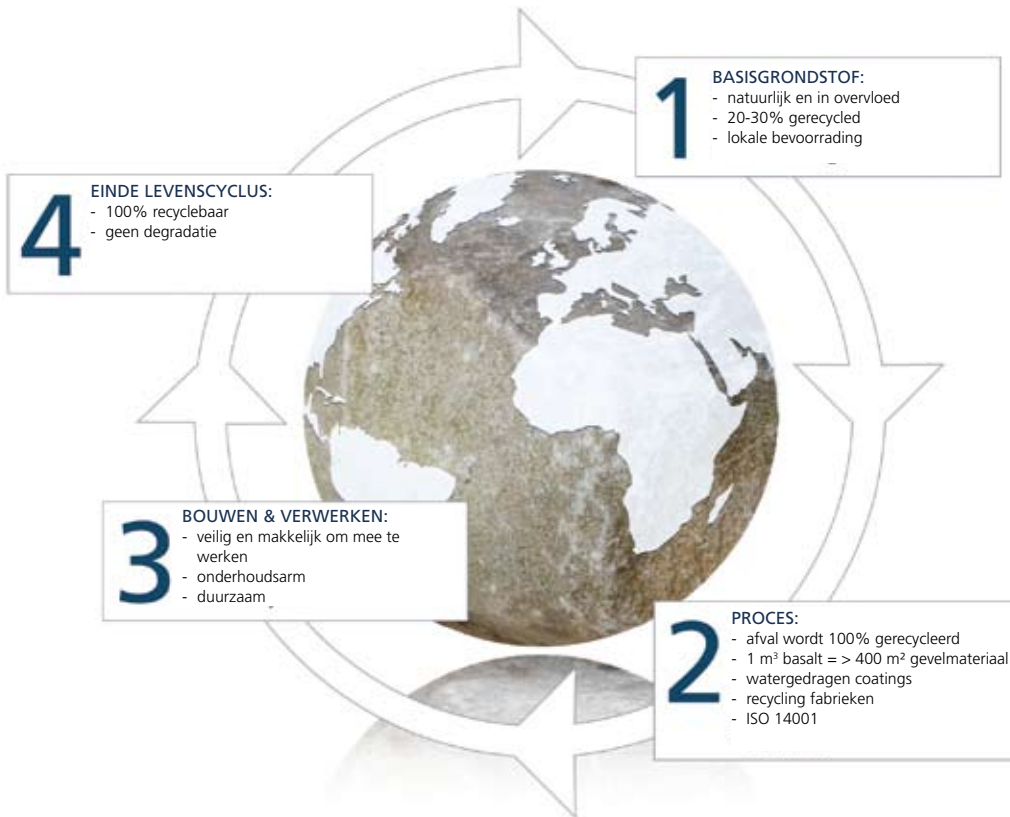 1
BASISGRONDSTOF:
- natuurlijk en in overvloed
- 20-30% gerecycled
- lokale bevoorrading
2
PROCES:
- afval wordt 100% gerecycleerd
- 1 m³ basalt = > 400 m² gevelmateriaal
- watergedragen coatings
- recycling fabrieken
- ISO 14001
3
BOUWEN & VERWERKEN:
- veilig en makkelijk om mee te
werken
- onderhoudsarm
- duurzaam
4
EINDE LEVENSCYCLUS:
- 100% recyclebaar
- geen degradatie